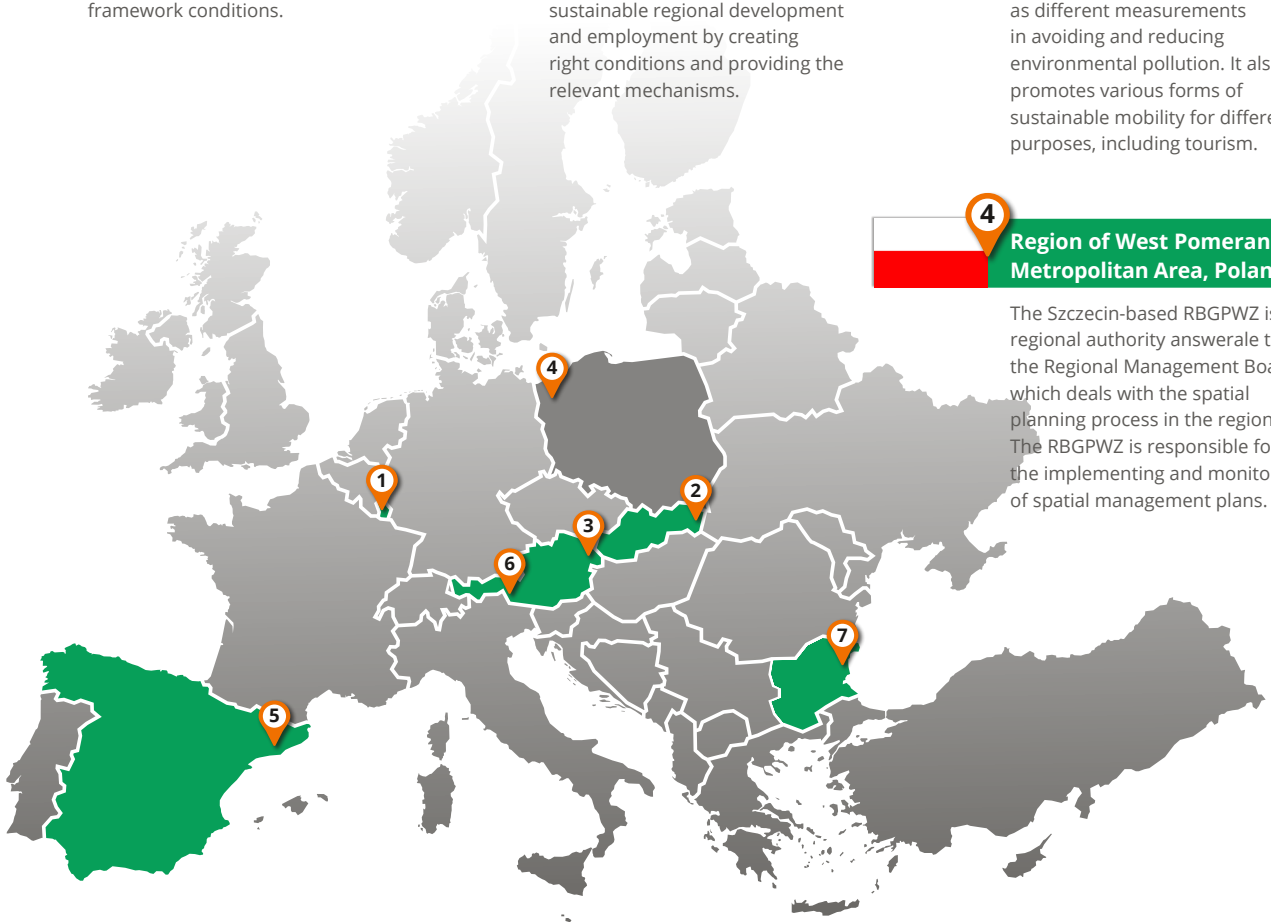 framework conditions.
sustainable regional development
and employment by creating
right conditions and providing the
relevant mechanisms.
as different measurements
in avoiding and reducing
environmental pollution. It als
promotes various forms of
sustainable mobility for differe
purposes, including tourism.
4
Region of West Pomeran
Metropolitan Area, Polan
The Szczecin-based RBGPWZ is
regional authority answerale t
the Regional Management Boa
which deals with the spatial
planning process in the region
The RBGPWZ is responsible fo
the implementing and monito
of spatial management plans.
4
1
2
3
6
7
5